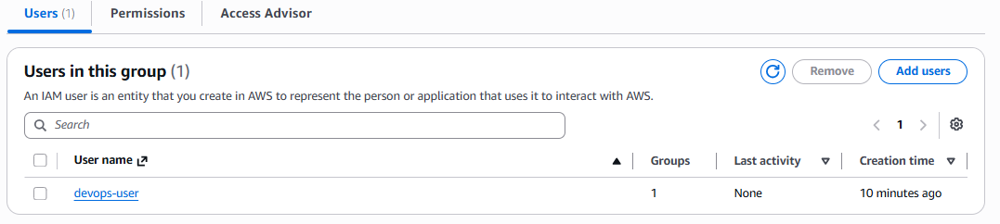 Users (1) Permissions Access Advisor
Users in this group (1) Remove Add users
An IAM user is an entity that you create in AWS to represent the person or application that uses it to interact with AWS.
Search 1
User name Groups Last activity Creation time
devops-user 1 None 10 minutes ago